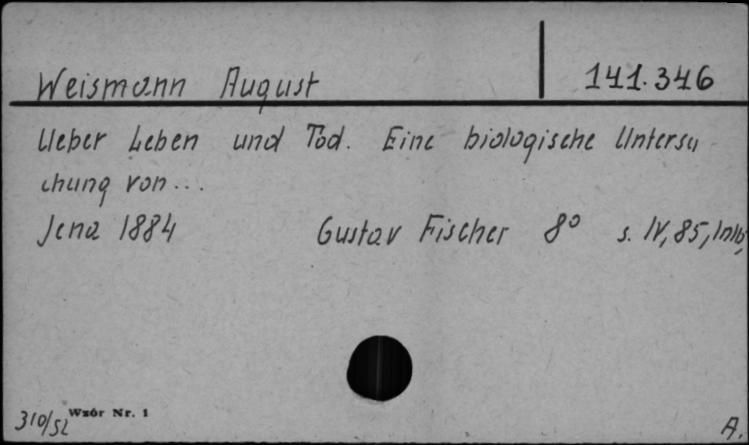 Weismann August 141.346
Ueber Leben und Tod. Eine biologische Untersu
chung von...
Jena 1884 Gustav Fischer 8° s. IV, 85, Inlb,
310/52 Wzór Nr. 1 A.